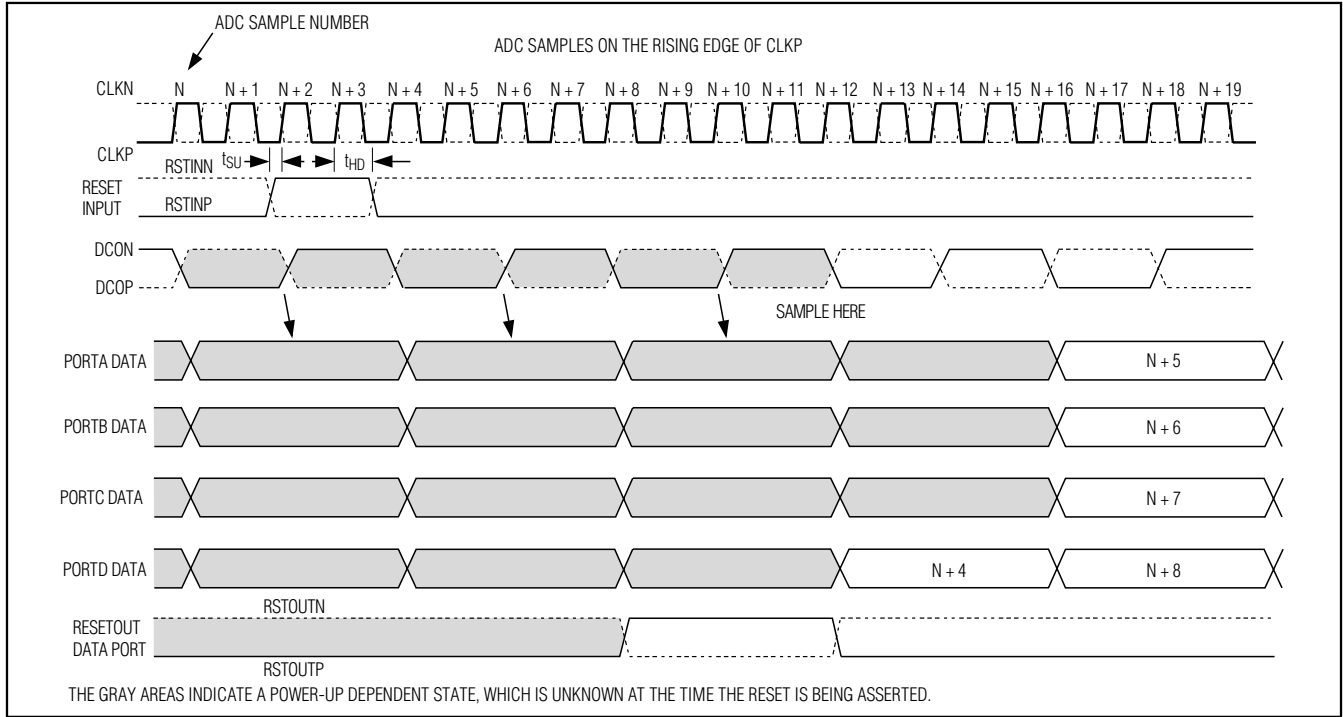 ADC SAMPLE NUMBER
ADC SAMPLES ON THE RISING EDGE OF CLKP
CLKN N N + 1 N + 2 N + 3 N + 4 N + 5 N + 6 N + 7 N + 8 N + 9 N + 10 N + 11 N + 12 N + 13 N + 14 N + 15 N + 16 N + 17 N + 18 N + 19
CLKP
RSTINN tSU tHD
RESET
INPUT RSTINP
DCON
DCOP
SAMPLE HERE
PORTA DATA N + 5
PORTB DATA N + 6
PORTC DATA N + 7
PORTD DATA N + 4 N + 8
RSTOUTN
RESETOUT
DATA PORT
RSTOUTP
THE GRAY AREAS INDICATE A POWER-UP DEPENDENT STATE, WHICH IS UNKNOWN AT THE TIME THE RESET IS BEING ASSERTED.